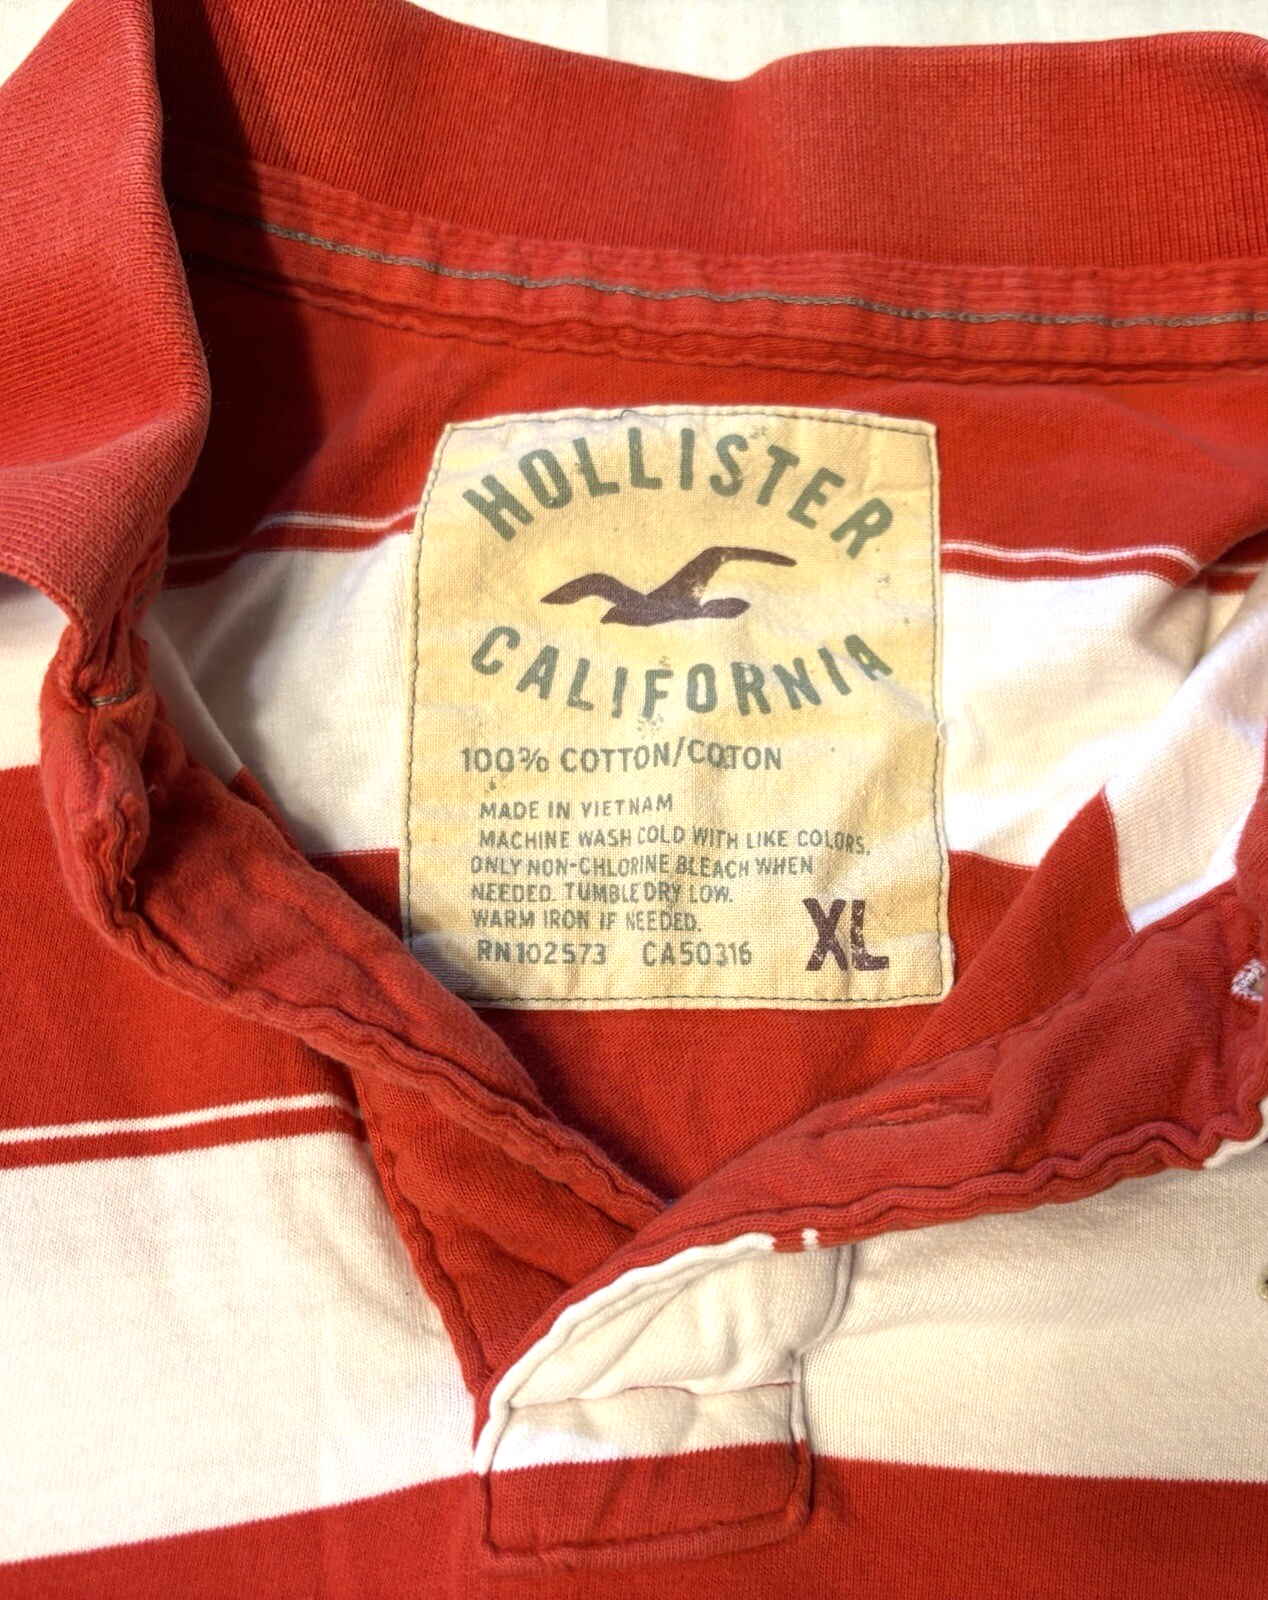 HOLLISTER
CALIFORNIA
100% COTTON/COTON
MADE IN VIETNAM
MACHINE WASH COLD WITH LIKE COLORS.
ONLY NON-CHLORINE BLEACH WHEN
NEEDED. TUMBLE DRY LOW.
WARM IRON IF NEEDED.
RN102573 CA50316 XL